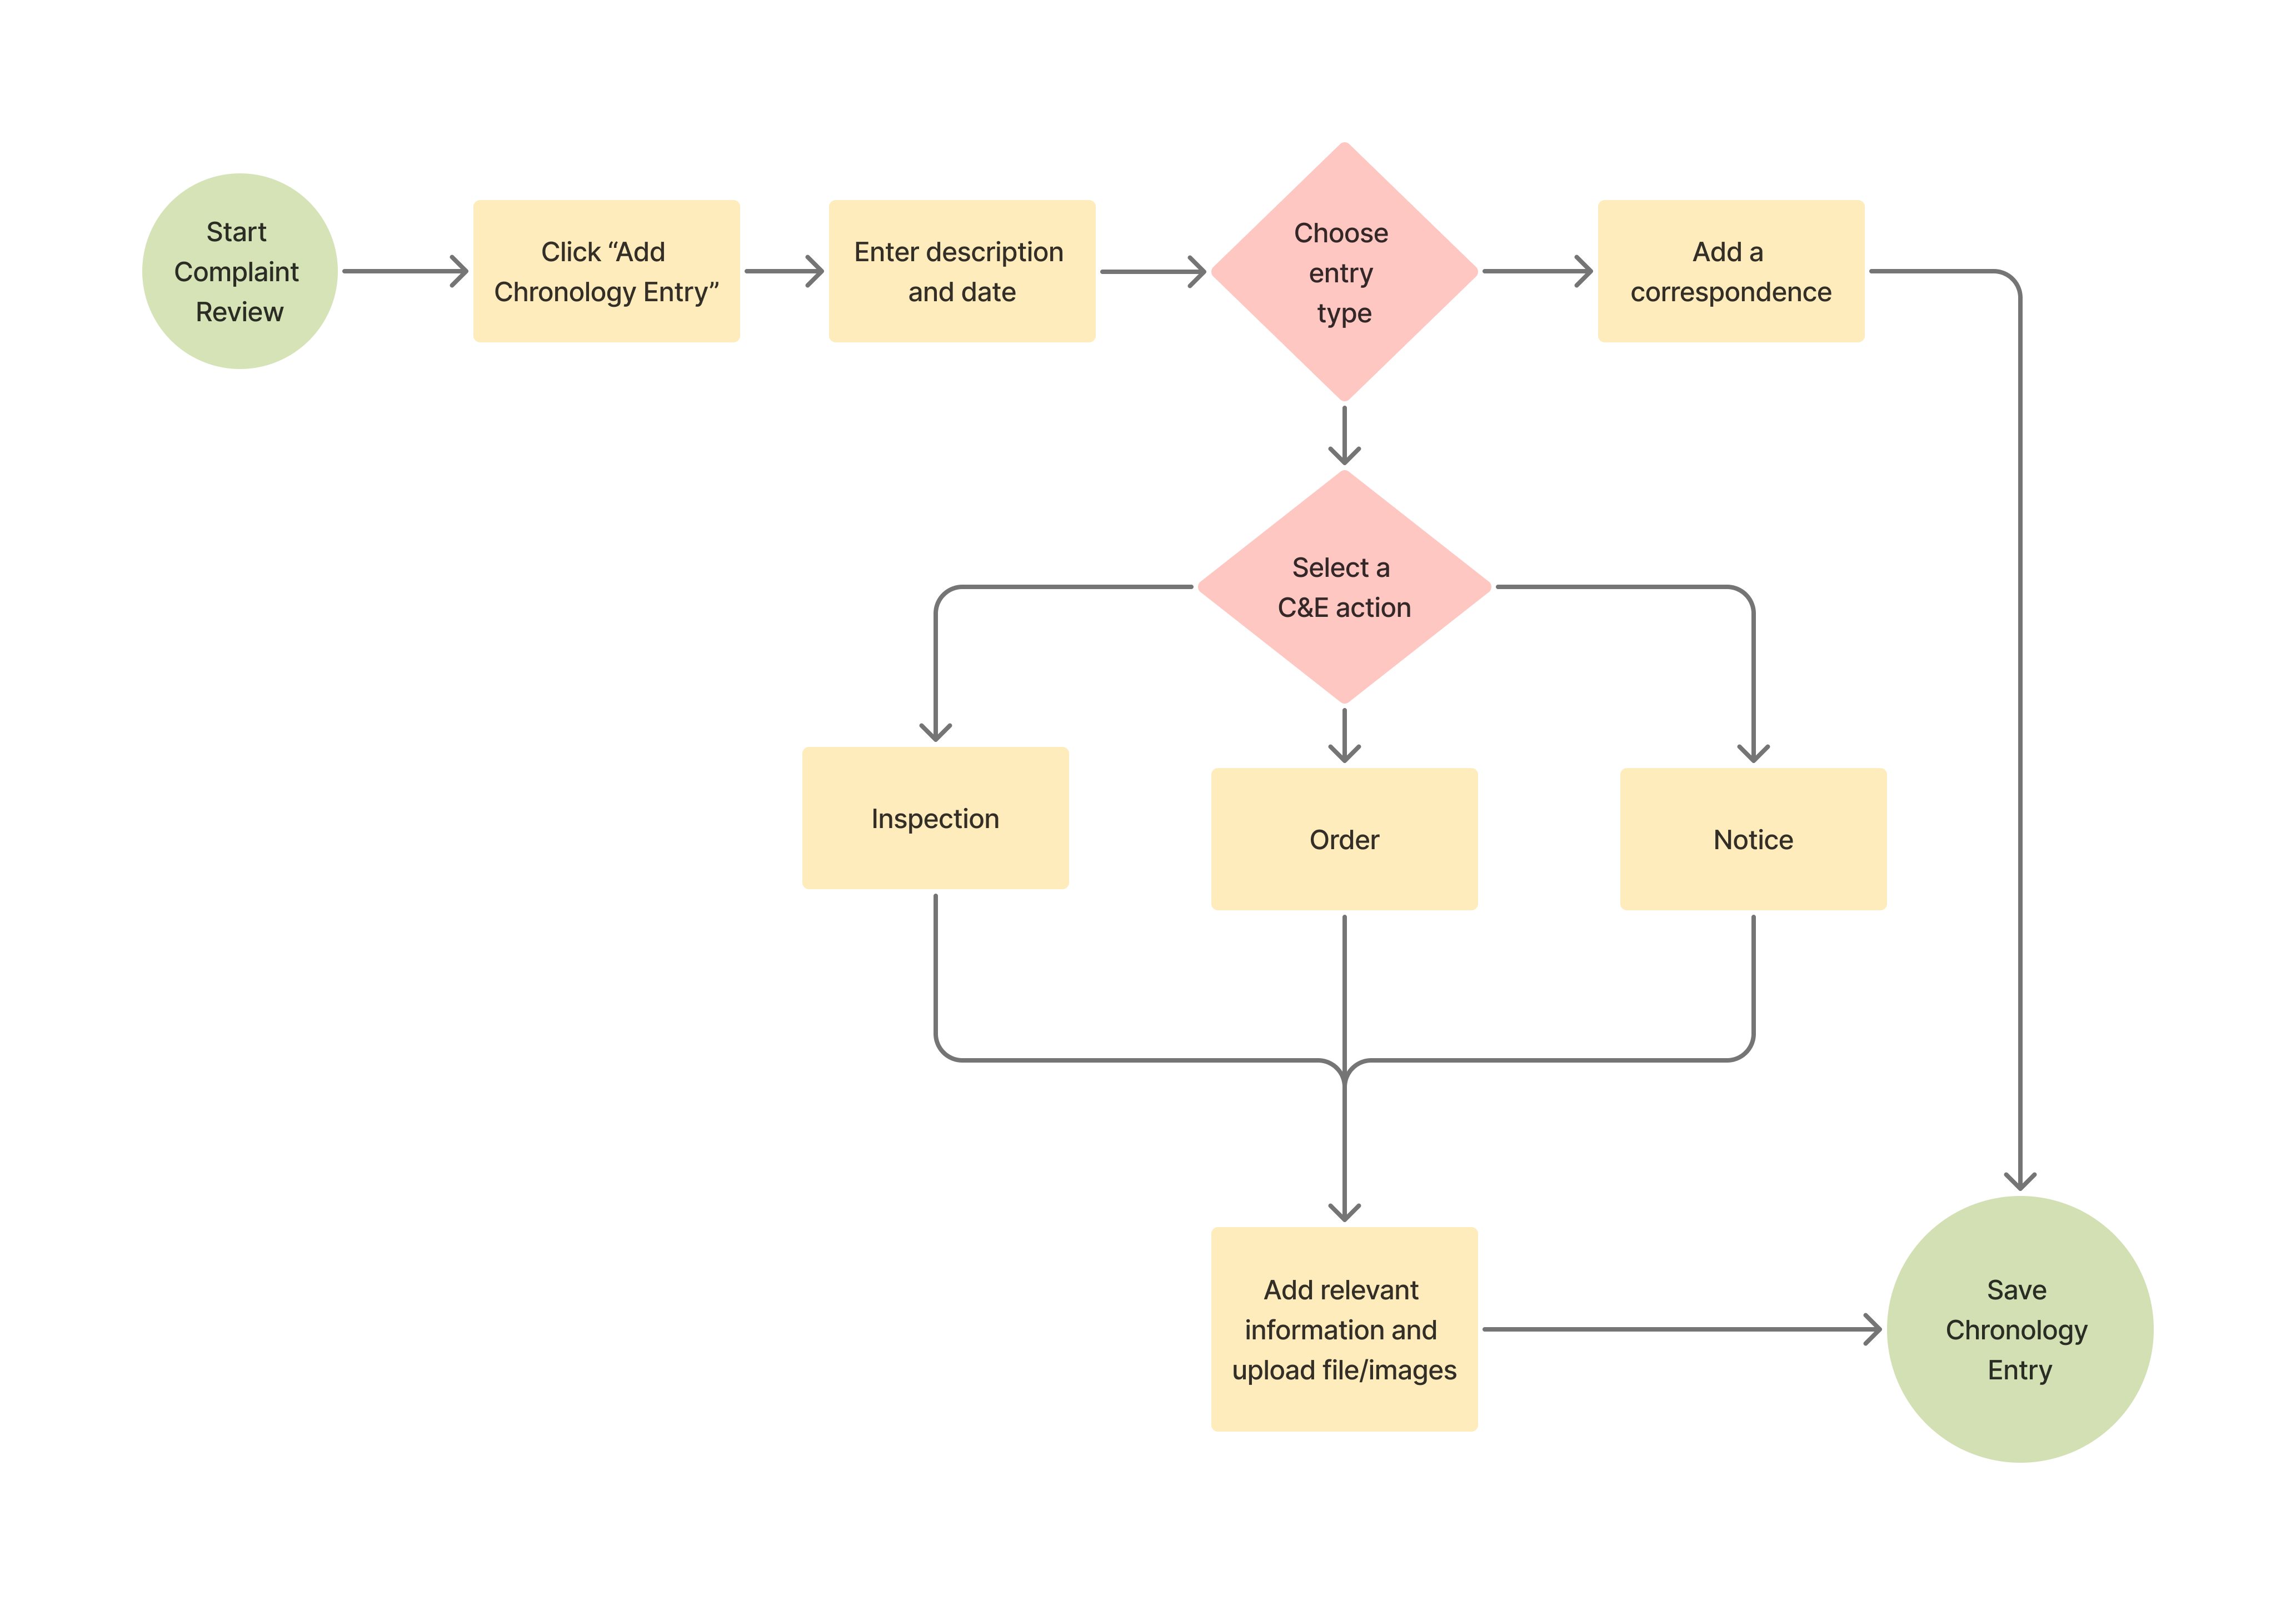 Start
Complaint
Review
Click “Add
Chronology Entry”
Enter description
and date
Choose
entry
type
Add a
correspondence
Select a
C&E action
Inspection
Order
Notice
Add relevant
information and
upload file/images
Save
Chronology
Entry